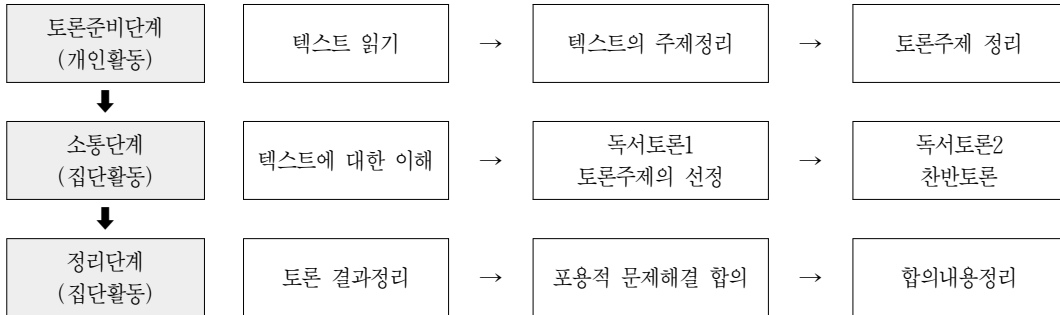 토론준비단계
(개인활동)
텍스트 읽기
→
텍스트의 주제정리
→
토론주제 정리
소통단계
(집단활동)
텍스트에 대한 이해
→
독서토론1
토론주제의 선정
→
독서토론2
찬반토론
정리단계
(집단활동)
토론 결과정리
→
포용적 문제해결 합의
→
합의내용정리